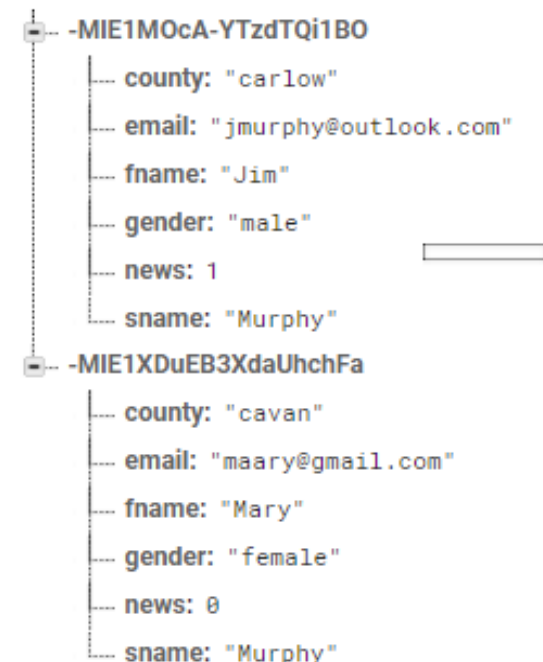 -MIE1MOcA-YTzdTQi1BO
county: "carlow"
email: "jmurphy@outlook.com"
fname: "Jim"
gender: "male"
news: 1
sname: "Murphy"
-MIE1XDuEB3XdaUhchFa
county: "cavan"
email: "maary@gmail.com"
fname: "Mary"
gender: "female"
news: 0
sname: "Murphy"